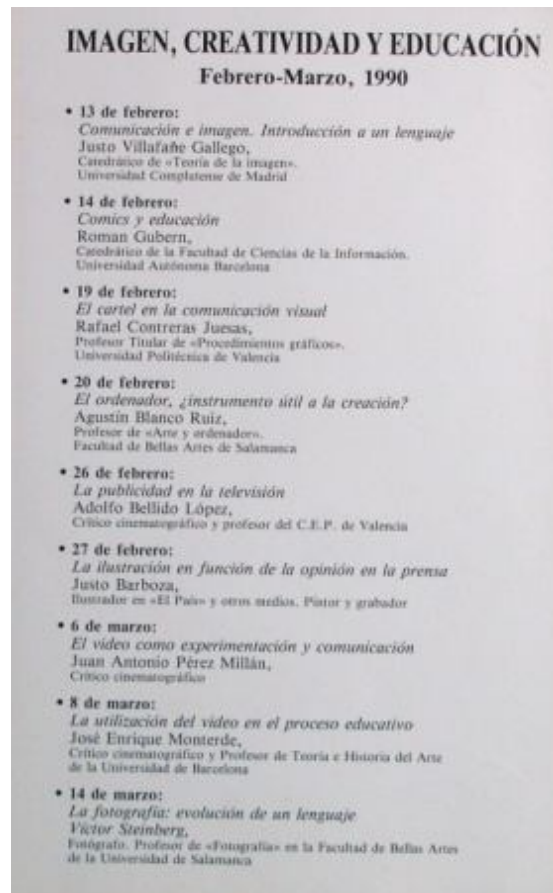 IMAGEN, CREATIVIDAD Y EDUCACIÓN
Febrero-Marzo, 1990
• 13 de febrero:
Comunicación e imagen. Introducción a un lenguaje
Justo Villafañe Gallego,
Catedrático de «Teoría de la imagen».
Universidad Complutense de Madrid
• 14 de febrero:
Comics y educación
Roman Gubern,
Catedrático de la Facultad de Ciencias de la Información.
Universidad Autónoma Barcelona
• 19 de febrero:
El cartel en la comunicación visual
Rafael Contreras Juesas,
Profesor Titular de «Procedimientos gráficos».
Universidad Politécnica de Valencia
• 20 de febrero:
El ordenador, ¿instrumento útil a la creación?
Agustín Blanco Ruiz,
Profesor de «Arte y ordenador».
Facultad de Bellas Artes de Salamanca
• 26 de febrero:
La publicidad en la televisión
Adolfo Bellido López,
Crítico cinematográfico y profesor del C.E.P. de Valencia
• 27 de febrero:
La ilustración en función de la opinión en la prensa
Justo Barboza,
Ilustrador en «El País» y otros medios. Pintor y grabador
• 6 de marzo:
El video como experimentación y comunicación
Juan Antonio Pérez Millán,
Crítico cinematográfico
• 8 de marzo:
La utilización del video en el proceso educativo
José Enrique Monterde,
Crítico cinematográfico y Profesor de Teoría e Historia del Arte
de la Universidad de Barcelona
• 14 de marzo:
La fotografía: evolución de un lenguaje
Víctor Steinberg,
Fotógrafo. Profesor de «Fotografía» en la Facultad de Bellas Artes
de la Universidad de Salamanca